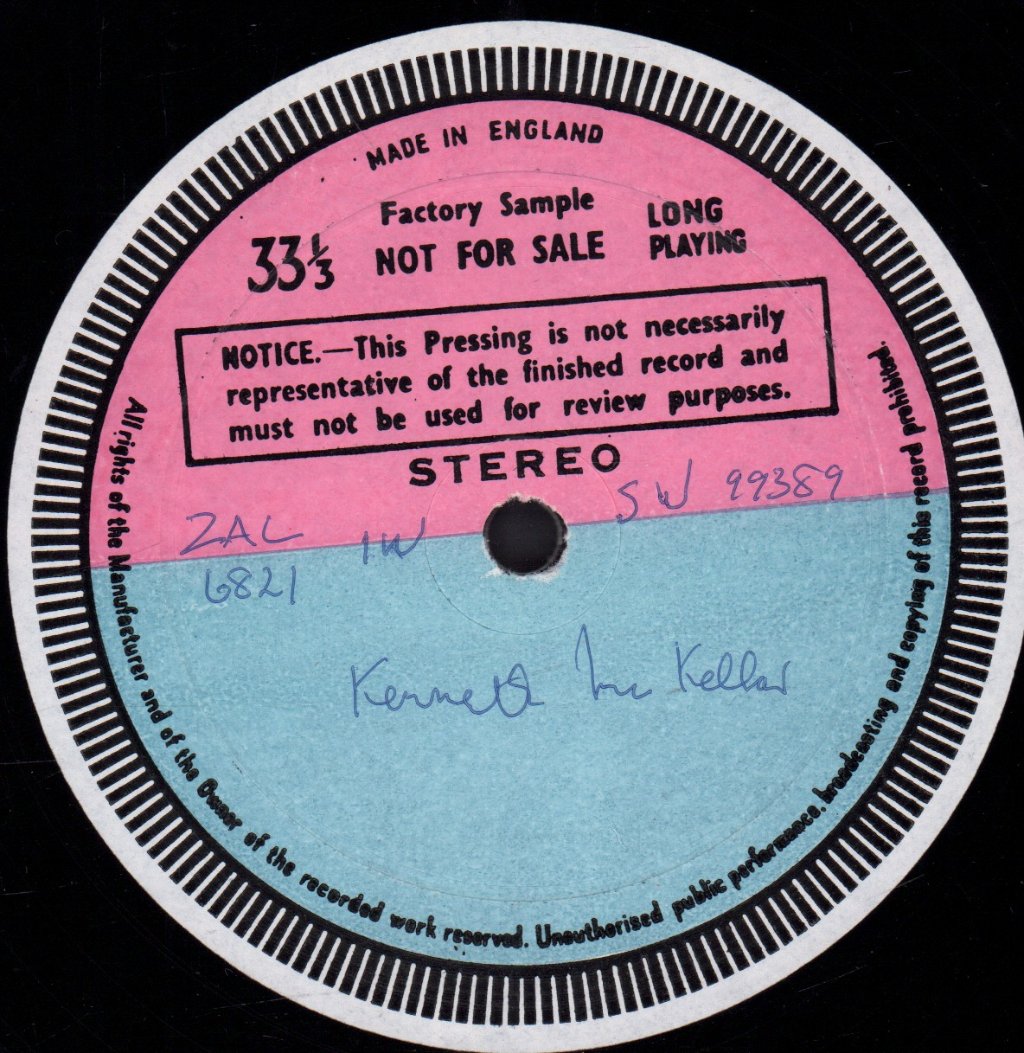 MADE IN ENGLAND
Factory Sample
NOT FOR SALE
33⅓
LONG
PLAYING
NOTICE.—This Pressing is not necessarily
representative of the finished record and
must not be used for review purposes.
STEREO
ZAL
6821
1W
SW 99389
Kenneth Mc Kellar
All rights of the Manufacturer and of the Owner of the recorded work reserved. Unauthorised public performance, broadcasting and copying of this record prohibited.